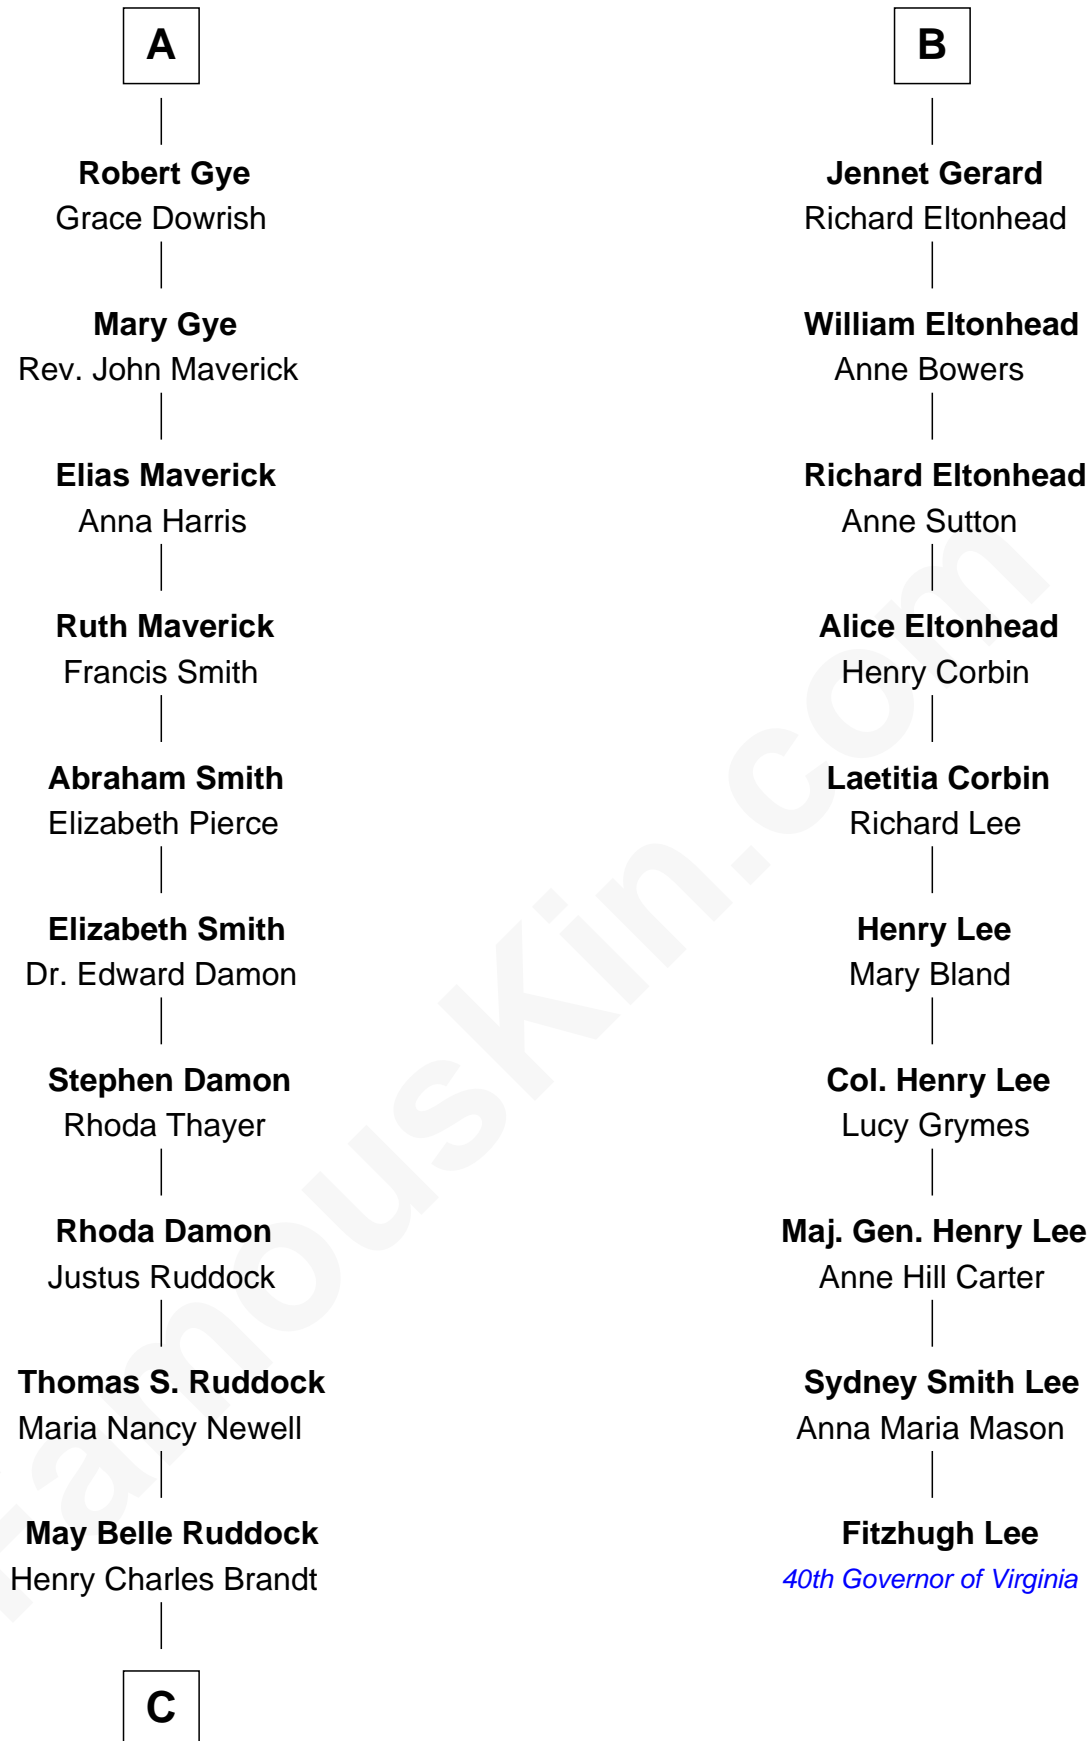 A
Robert Gye
Grace Dowrish
Mary Gye
Rev. John Maverick
Elias Maverick
Anna Harris
Ruth Maverick
Francis Smith
Abraham Smith
Elizabeth Pierce
Elizabeth Smith
Dr. Edward Damon
Stephen Damon
Rhoda Thayer
Rhoda Damon
Justus Ruddock
Thomas S. Ruddock
Maria Nancy Newell
May Belle Ruddock
Henry Charles Brandt
C
B
Jennet Gerard
Richard Eltonhead
William Eltonhead
Anne Bowers
Richard Eltonhead
Anne Sutton
Alice Eltonhead
Henry Corbin
Laetitia Corbin
Richard Lee
Henry Lee
Mary Bland
Col. Henry Lee
Lucy Grymes
Maj. Gen. Henry Lee
Anne Hill Carter
Sydney Smith Lee
Anna Maria Mason
Fitzhugh Lee
40th Governor of Virginia
FamousKin.com